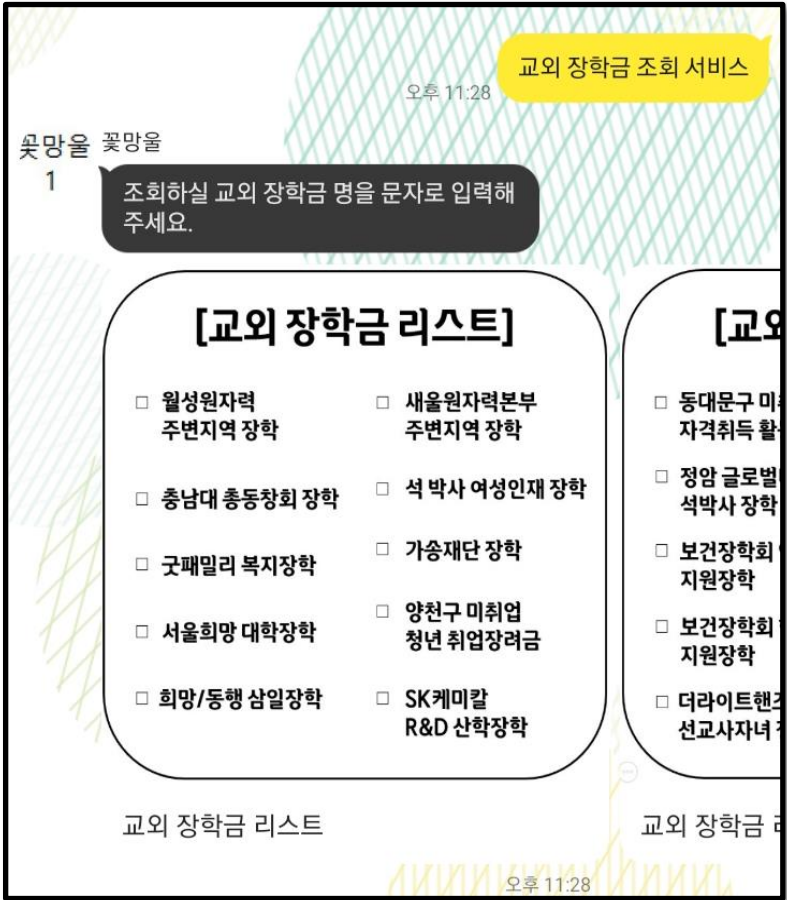 교외 장학금 조회 서비스
오후 11:28
꽃망울
1
꽃망울
조회하실 교외 장학금 명을 문자로 입력해
주세요.
[교외 장학금 리스트]
□ 월성원자력
주변지역 장학
□ 충남대 총동창회 장학
□ 굿패밀리 복지장학
□ 서울희망 대학장학
□ 희망/동행 삼일장학
□ 새울원자력본부
주변지역 장학
□ 석 박사 여성인재 장학
□ 가송재단 장학
□ 양천구 미취업
청년 취업장려금
□ SK케미칼
R&D 산학장학
교외 장학금 리스트
[교외
□ 동대문구 미취
자격취득 활
□ 정암 글로벌
석박사 장학
□ 보건장학회
지원장학
□ 보건장학회
지원장학
□ 더라이트핸즈
선교사자녀
교외 장학금
오후 11:28